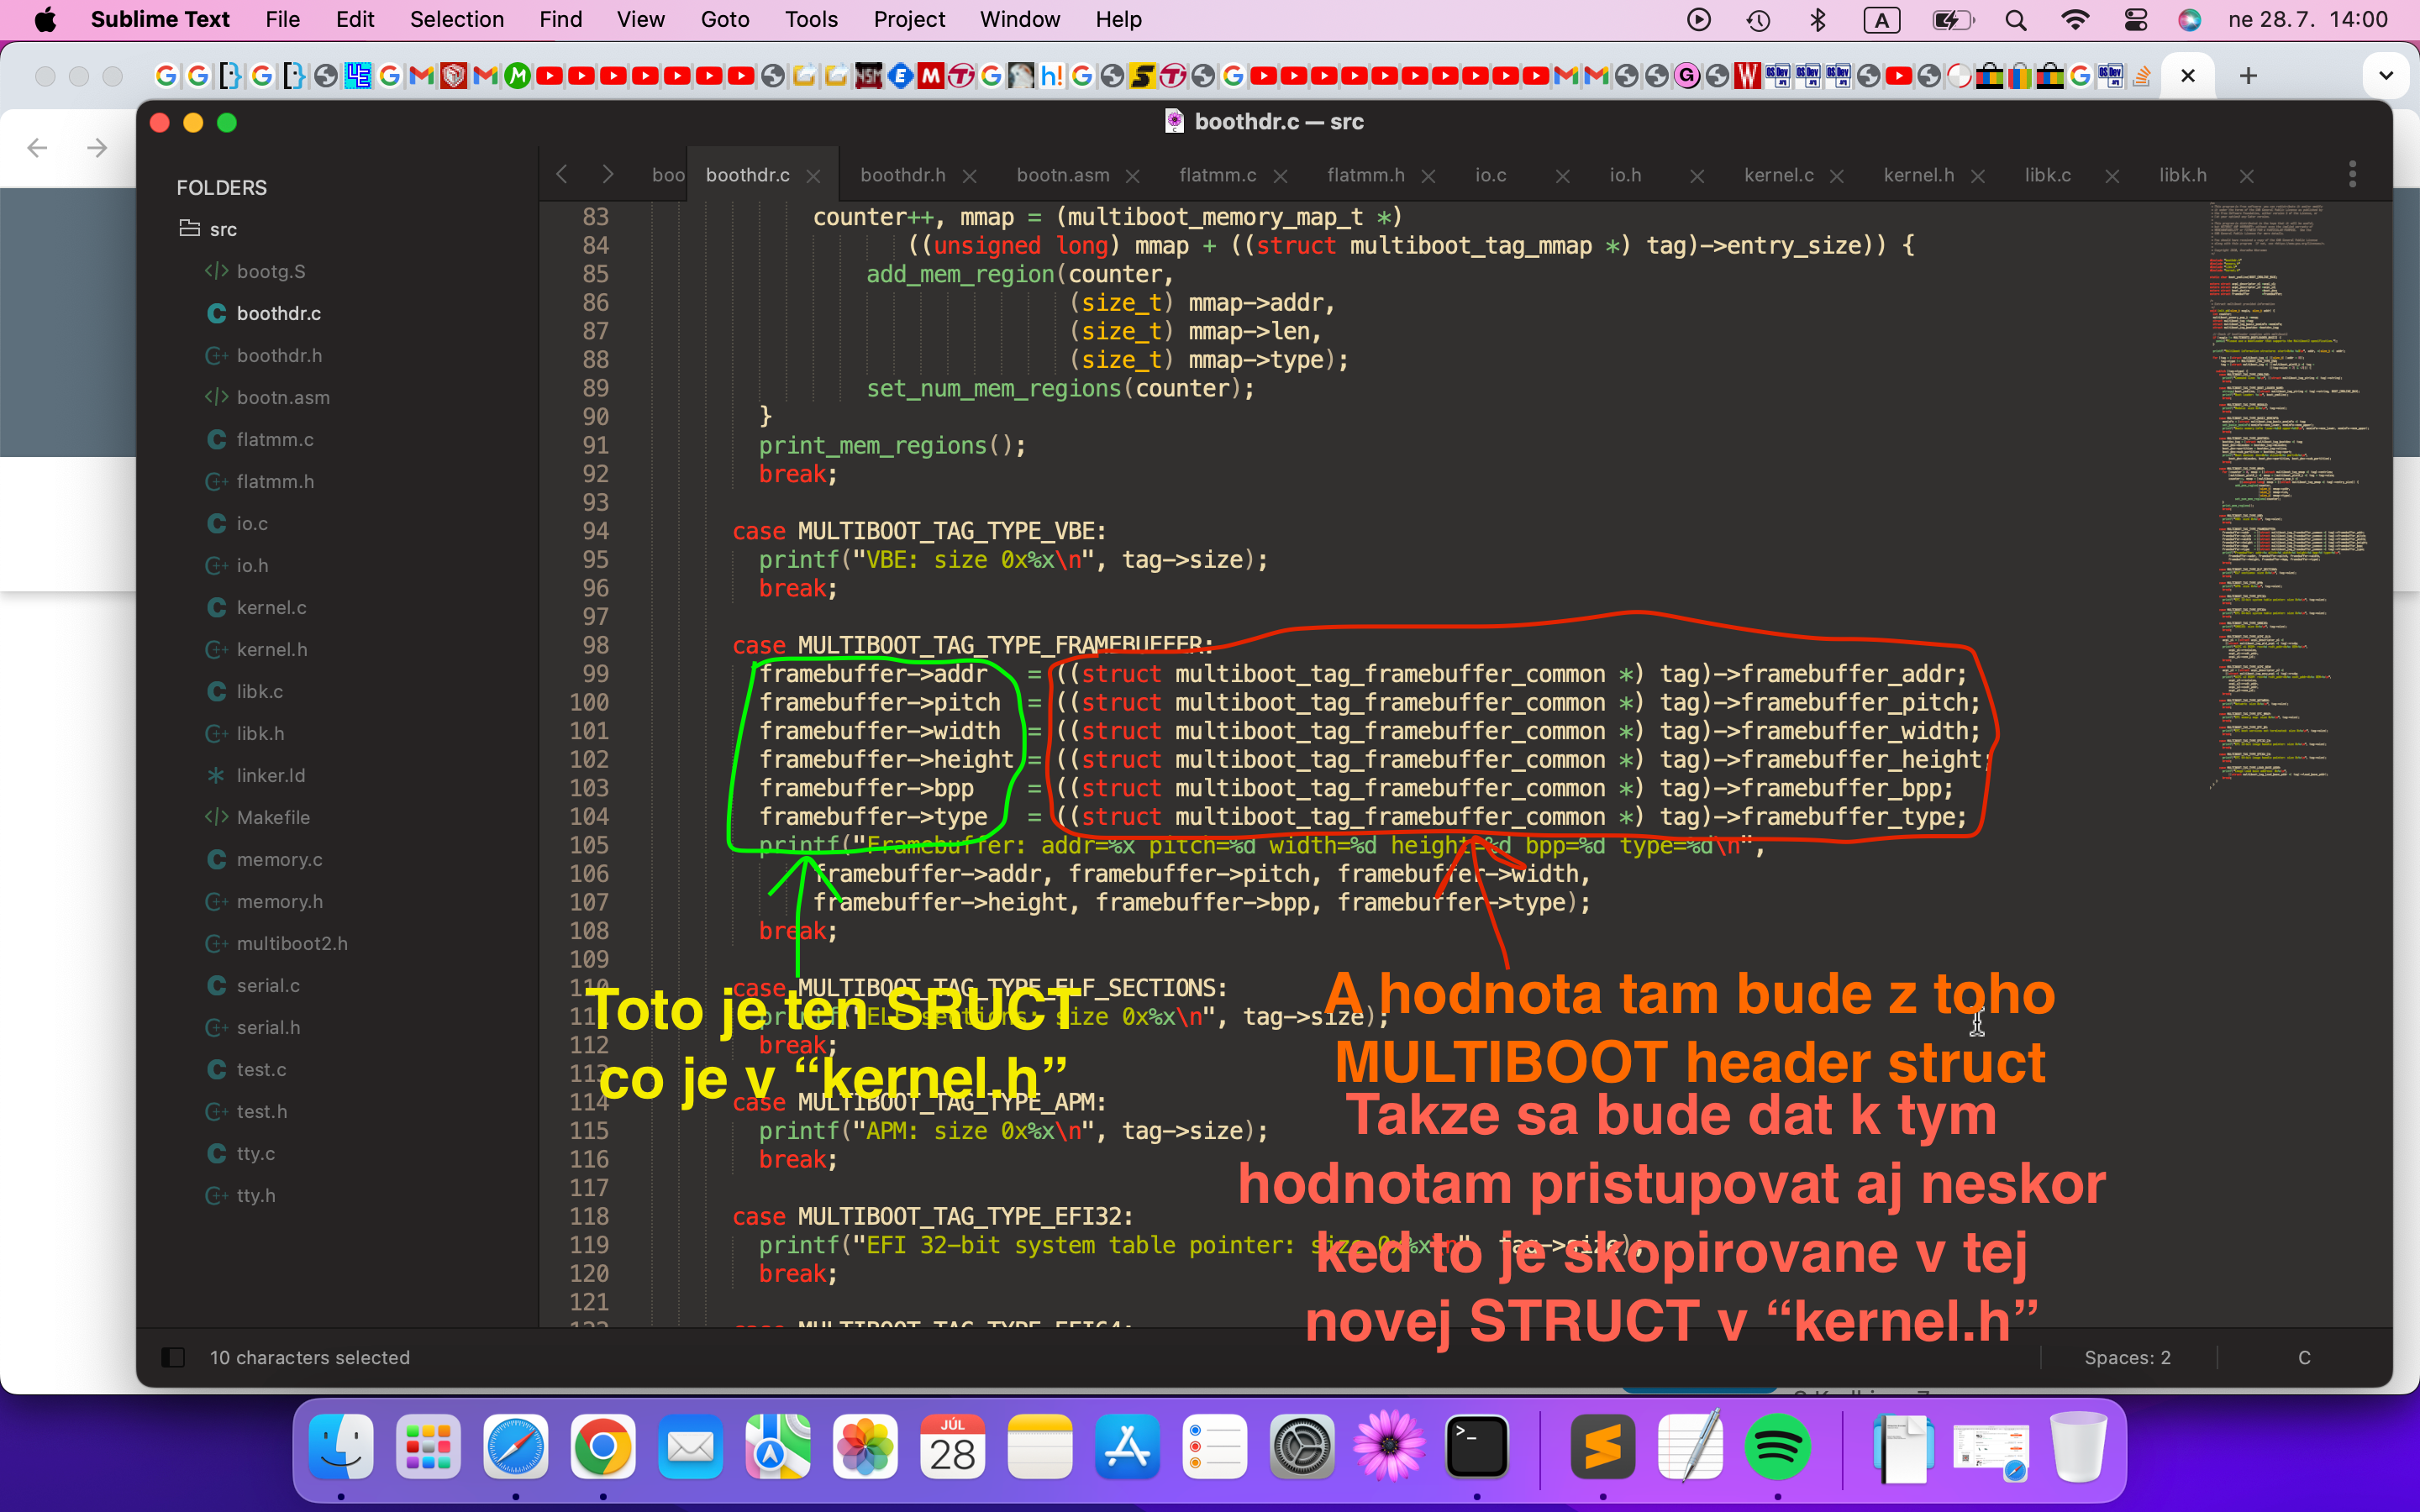 Sublime Text File Edit Selection Find View Goto Tools Project Window Help A ne 28. 7. 14:00
boothdr.c — src
FOLDERS
src
bootg.S
boothdr.c
boothdr.h
bootn.asm
flatmm.c
flatmm.h
io.c
io.h
kernel.c
kernel.h
libk.c
libk.h
linker.ld
Makefile
memory.c
memory.h
multiboot2.h
serial.c
serial.h
test.c
test.h
tty.c
tty.h
boo boothdr.c boothdr.h bootn.asm flatmm.c flatmm.h io.c io.h kernel.c kernel.h libk.c libk.h
83 counter++, mmap = (multiboot_memory_map_t *)
84 ((unsigned long) mmap + ((struct multiboot_tag_mmap *) tag)->entry_size)) {
85 add_mem_region(counter,
86 (size_t) mmap->addr,
87 (size_t) mmap->len,
88 (size_t) mmap->type);
89 set_num_mem_regions(counter);
90 }
91 print_mem_regions();
92 break;
93
94 case MULTIBOOT_TAG_TYPE_VBE:
95 printf("VBE: size 0x%x\n", tag->size);
96 break;
97
98 case MULTIBOOT_TAG_TYPE_FRAMEBUFFER:
99 framebuffer->addr = ((struct multiboot_tag_framebuffer_common *) tag)->framebuffer_addr;
100 framebuffer->pitch = ((struct multiboot_tag_framebuffer_common *) tag)->framebuffer_pitch;
101 framebuffer->width = ((struct multiboot_tag_framebuffer_common *) tag)->framebuffer_width;
102 framebuffer->height = ((struct multiboot_tag_framebuffer_common *) tag)->framebuffer_height;
103 framebuffer->bpp = ((struct multiboot_tag_framebuffer_common *) tag)->framebuffer_bpp;
104 framebuffer->type = ((struct multiboot_tag_framebuffer_common *) tag)->framebuffer_type;
105 printf("Framebuffer: addr=%x pitch=%d width=%d height=%d bpp=%d type=%d\n",
106 framebuffer->addr, framebuffer->pitch, framebuffer->width,
107 framebuffer->height, framebuffer->bpp, framebuffer->type);
108 break;
109
110 case MULTIBOOT_TAG_TYPE_ELF_SECTIONS:
111 printf("ELF sections: size 0x%x\n", tag->size);
112 break;
113
114 case MULTIBOOT_TAG_TYPE_APM:
115 printf("APM: size 0x%x\n", tag->size);
116 break;
117
118 case MULTIBOOT_TAG_TYPE_EFI32:
119 printf("EFI 32-bit system table pointer: size 0x%x\n", tag->size);
120 break;
121
Toto je ten SRUCT
co je v “kernel.h”
A hodnota tam bude z toho
MULTIBOOT header struct
Takze sa bude dat k tym
hodnotam pristupovat aj neskor
ked to je skopirovane v tej
novej STRUCT v “kernel.h”
10 characters selected Spaces: 2 C
JÚL
28